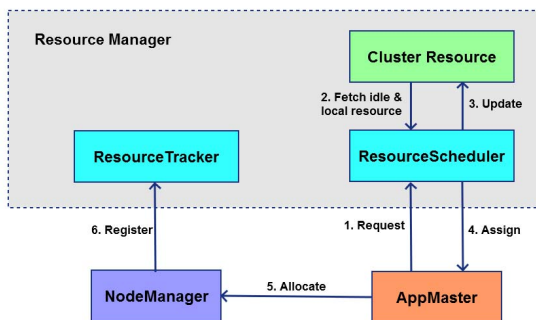 Resource Manager
Cluster Resource
2. Fetch idle &
local resource
3. Update
ResourceTracker
ResourceScheduler
6. Register
1. Request
4. Assign
NodeManager
5. Allocate
AppMaster